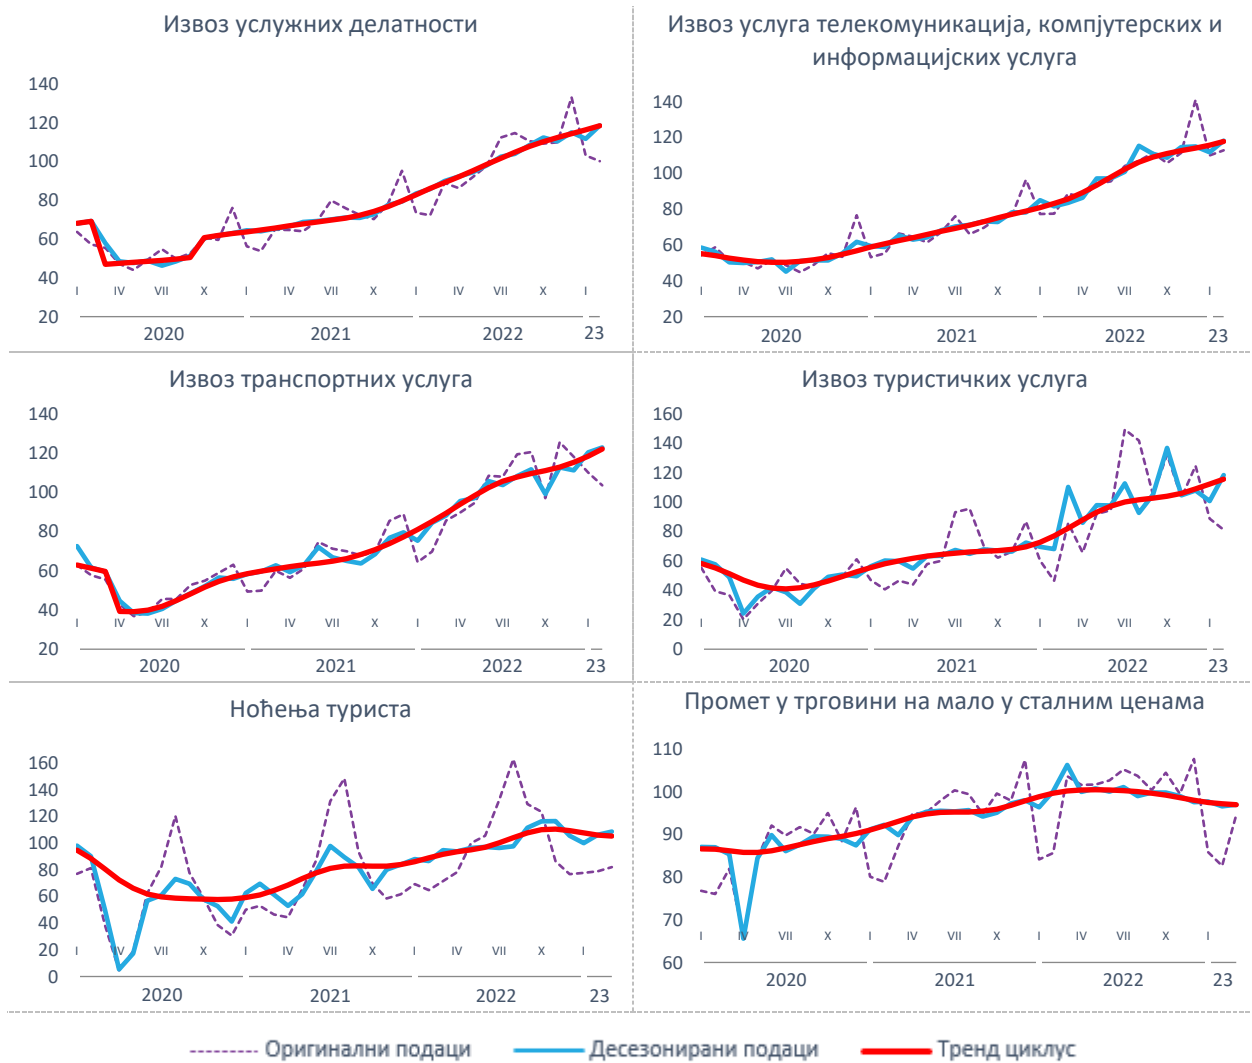 Извоз услужних делатности
140
120
100
80
60
40
20
I IV VII X I IV VII X I IV VII X I
2020 2021 2022 23
Извоз услуга телекомуникација, компјутерских и
информацијских услуга
140
120
100
80
60
40
20
I IV VII X I IV VII X I IV VII X I
2020 2021 2022 23
Извоз транспортних услуга
140
120
100
80
60
40
20
I IV VII X I IV VII X I IV VII X I
2020 2021 2022 23
Извоз туристичких услуга
160
140
120
100
80
60
40
20
0
I IV VII X I IV VII X I IV VII X I
2020 2021 2022 23
Ноћења туриста
160
140
120
100
80
60
40
20
0
I IV VII X I IV VII X I IV VII X I
2020 2021 2022 23
Промет у трговини на мало у сталним ценама
110
100
90
80
70
60
I IV VII X I IV VII X I IV VII X I
2020 2021 2022 23
Оригинални подаци Десезонирани подаци Тренд циклус